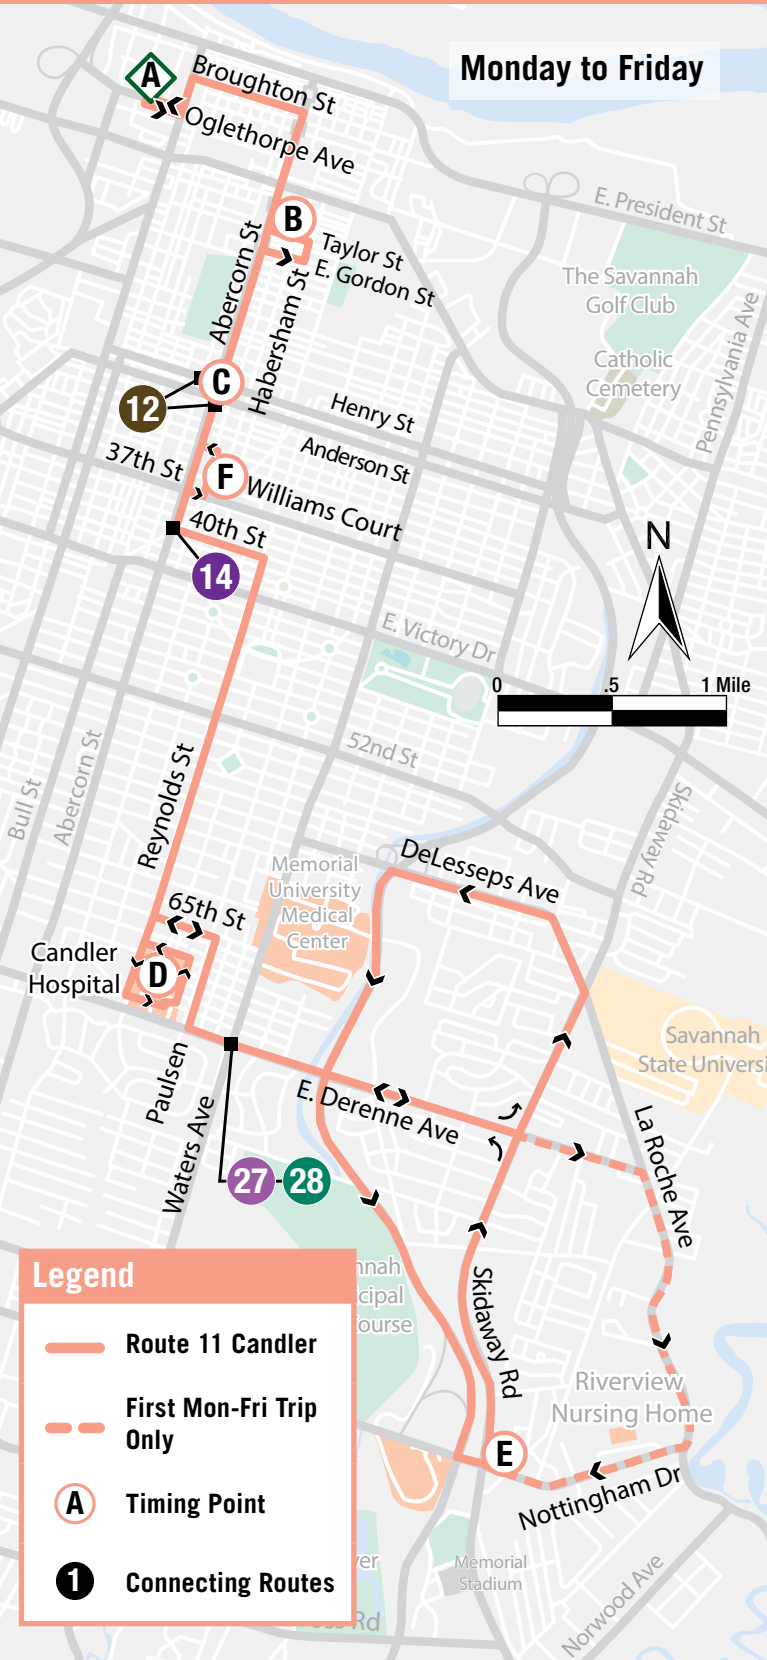 Monday to Friday
A
Broughton St
Oglethorpe Ave
E. President St
B
Taylor St
E. Gordon St
Abercorn St
Habersham St
The Savannah
Golf Club
Catholic
Cemetery
Pennsylvania Ave
C
12
Henry St
Anderson St
37th St
F
Williams Court
40th St
14
N
E. Victory Dr
0 .5 1 Mile
52nd St
Reynolds St
Abercorn St
Bull St
Skidaway Rd
DeLesseps Ave
Memorial
University
Medical
Center
65th St
Candler
Hospital
D
Savannah
State Universi
Paulsen
Waters Ave
E. Derenne Ave
La Roche Ave
27
28
nnah
cipal
ourse
Skidaway Rd
Riverview
Nursing Home
E
Nottingham Dr
Memorial
Stadium
Norwood Ave
ver
Rd
Legend
Route 11 Candler
First Mon-Fri Trip
Only
A Timing Point
1 Connecting Routes